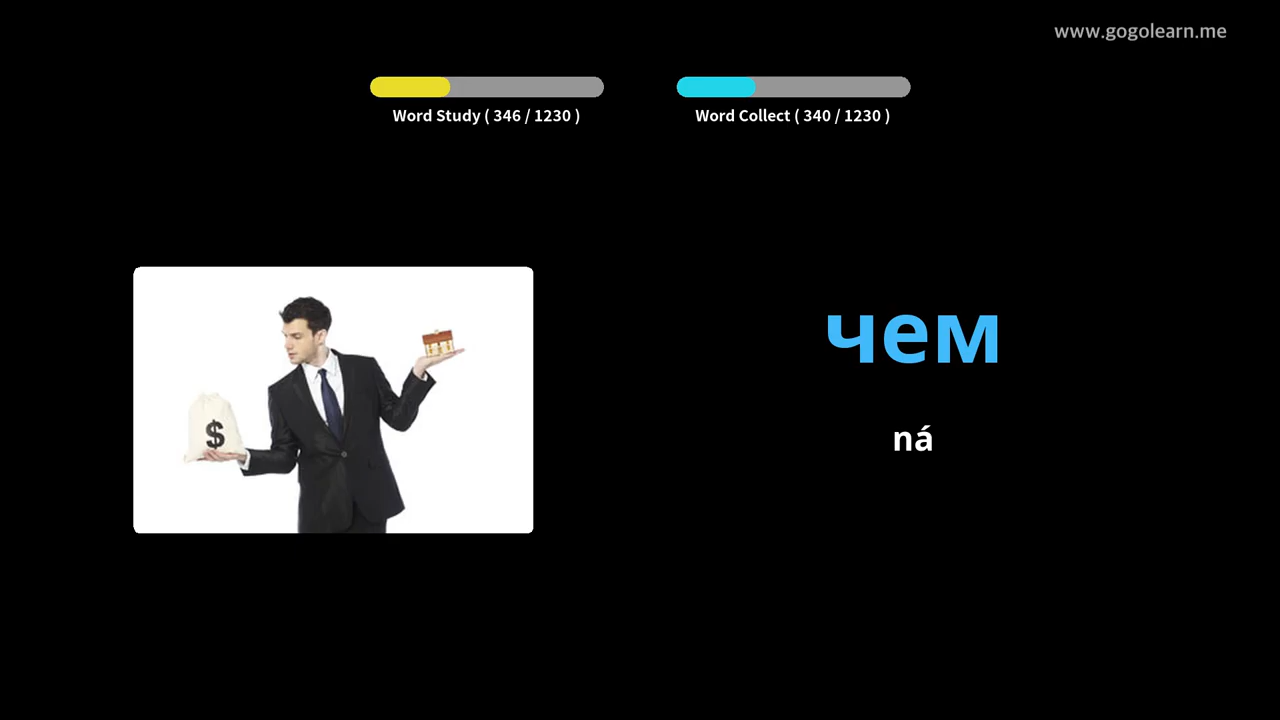 www.gogolearn.me
Word Study ( 346 / 1230 )
Word Collect ( 340 / 1230 )
чем
ná
$